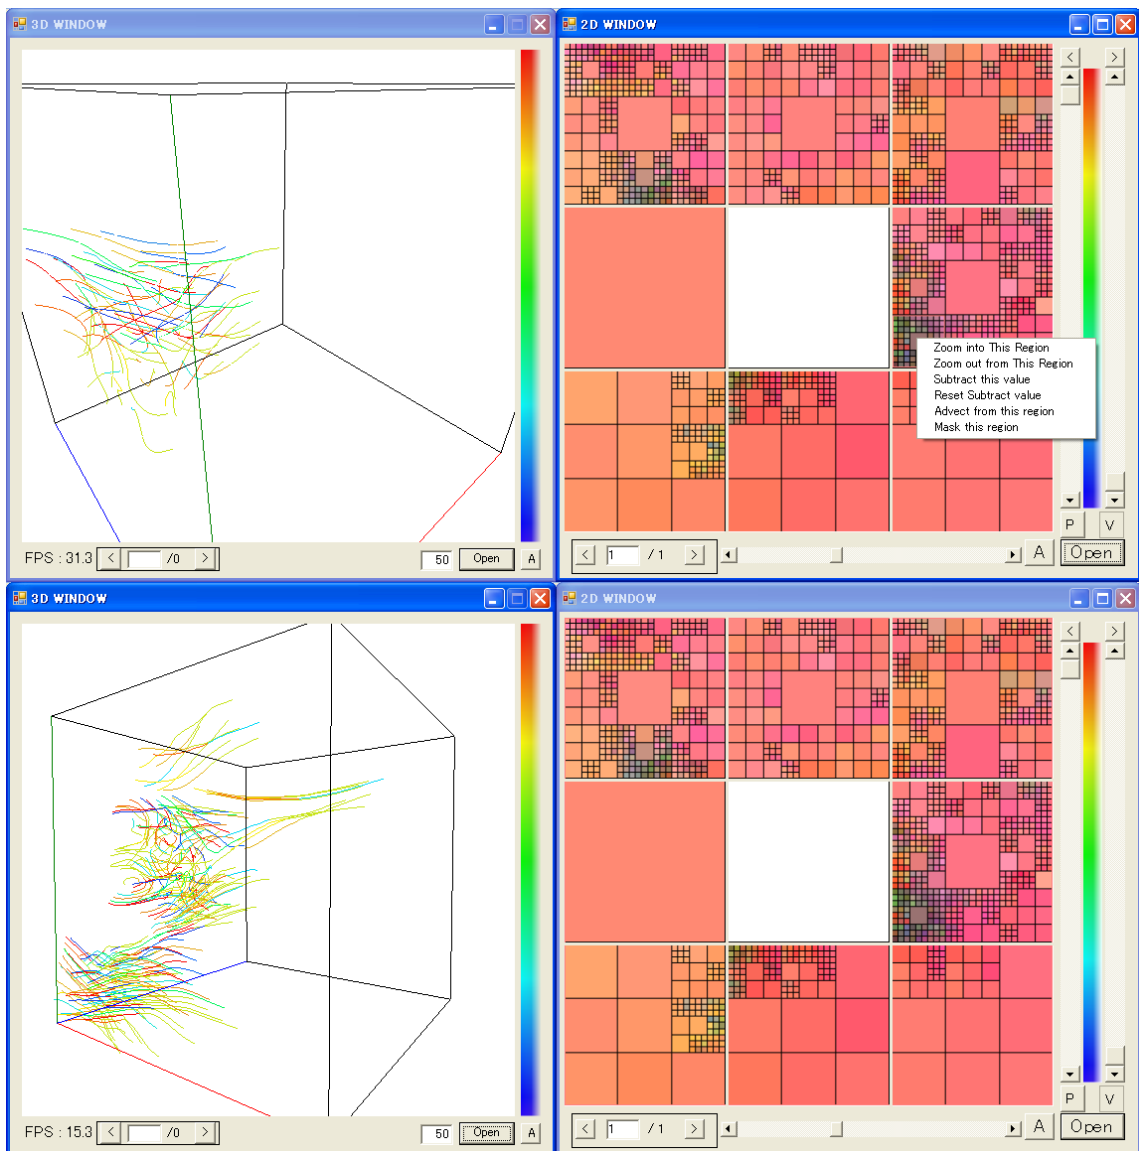 3D WINDOW
2D WINDOW
< >
Zoom into This Region
Zoom out from This Region
Subtract this value
Reset Subtract value
Advect from this region
Mask this region
P V
FPS : 31.3 < /0 > 50 Open A
< 1 / 1 > A Open
3D WINDOW
2D WINDOW
< >
P V
FPS : 15.3 < /0 > 50 Open A
< 1 / 1 > A Open